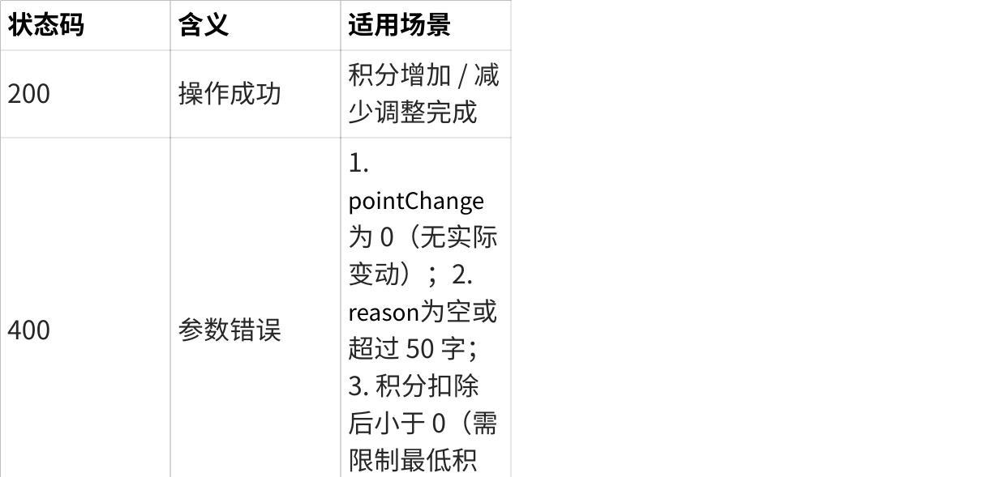 状态码 含义 适用场景
200 操作成功 积分增加 / 减
少调整完成
400 参数错误 1.
pointChange
为 0（无实际
变动）；2.
reason为空或
超过 50 字；
3. 积分扣除
后小于 0（需
限制最低积